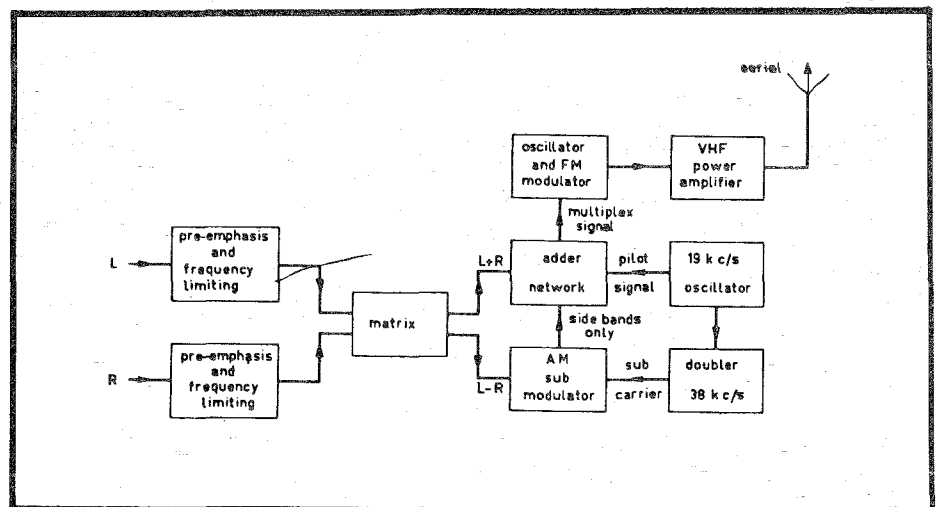 aerial
oscillator
and FM
modulator
VHF
power
amplifier
multiplex
signal
pre-emphasis
and
frequency
limiting
L
L+R
adder
network
pilot
signal
19 k c/s
oscillator
matrix
side bands
only
pre-emphasis
and
frequency
limiting
R
L-R
AM
sub
modulator
sub
carrier
doubler
38 k c/s